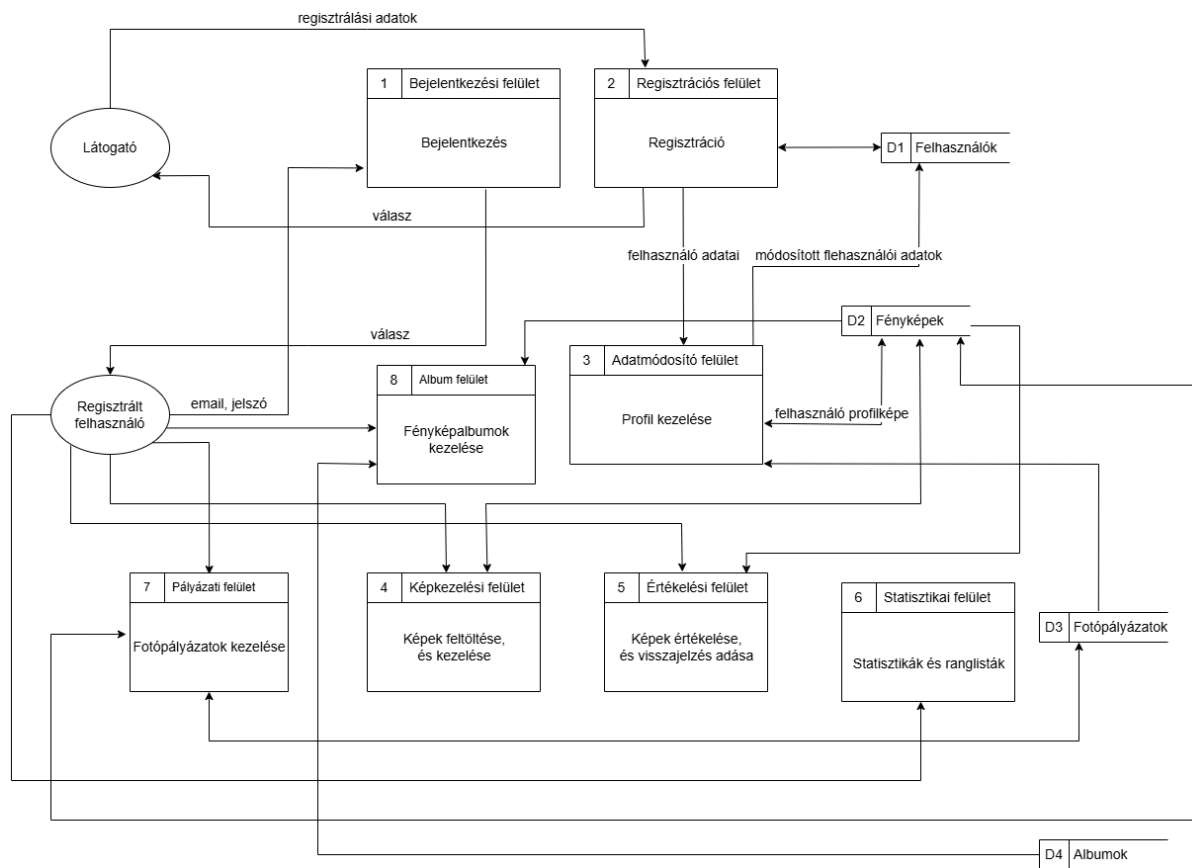 regisztrálási adatok
1 Bejelentkezési felület
2 Regisztrációs felület
Látogató
Bejelentkezés
Regisztráció
D1 Felhasználók
válasz
felhasználó adatai
módosított flehasználói adatok
D2 Fényképek
válasz
3 Adatmódosító felület
8 Album felület
Regisztrált
felhasználó
email, jelszó
Fényképalbumok
kezelése
Profil kezelése
felhasználó profilképe
7 Pályázati felület
4 Képkezelési felület
5 Értékelési felület
6 Statisztikai felület
D3 Fotópályázatok
Fotópályázatok kezelése
Képek feltöltése,
és kezelése
Képek értékelése,
és visszajelzés adása
Statisztikák és ranglisták
D4 Albumok